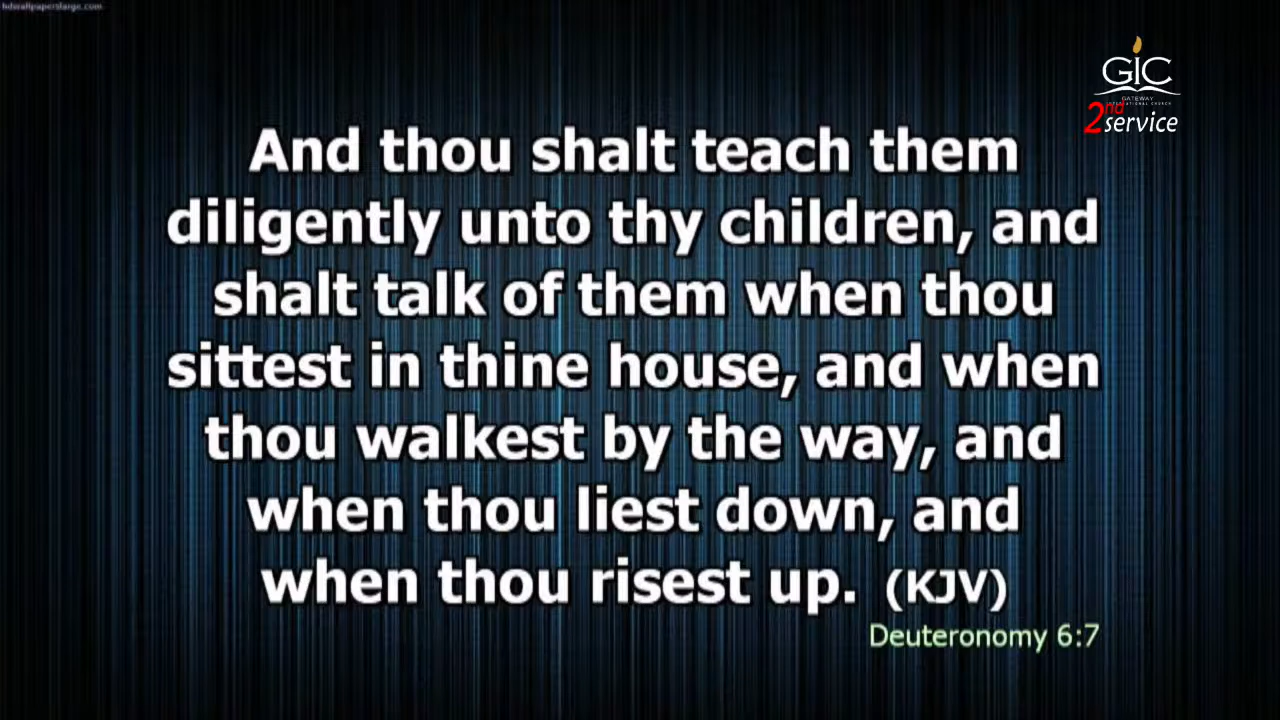 hdwallpaperslarge.com
GIC
GATEWAY
INTERNATIONAL CHURCH
2nd service
And thou shalt teach them
diligently unto thy children, and
shalt talk of them when thou
sittest in thine house, and when
thou walkest by the way, and
when thou liest down, and
when thou risest up. (KJV)
Deuteronomy 6:7